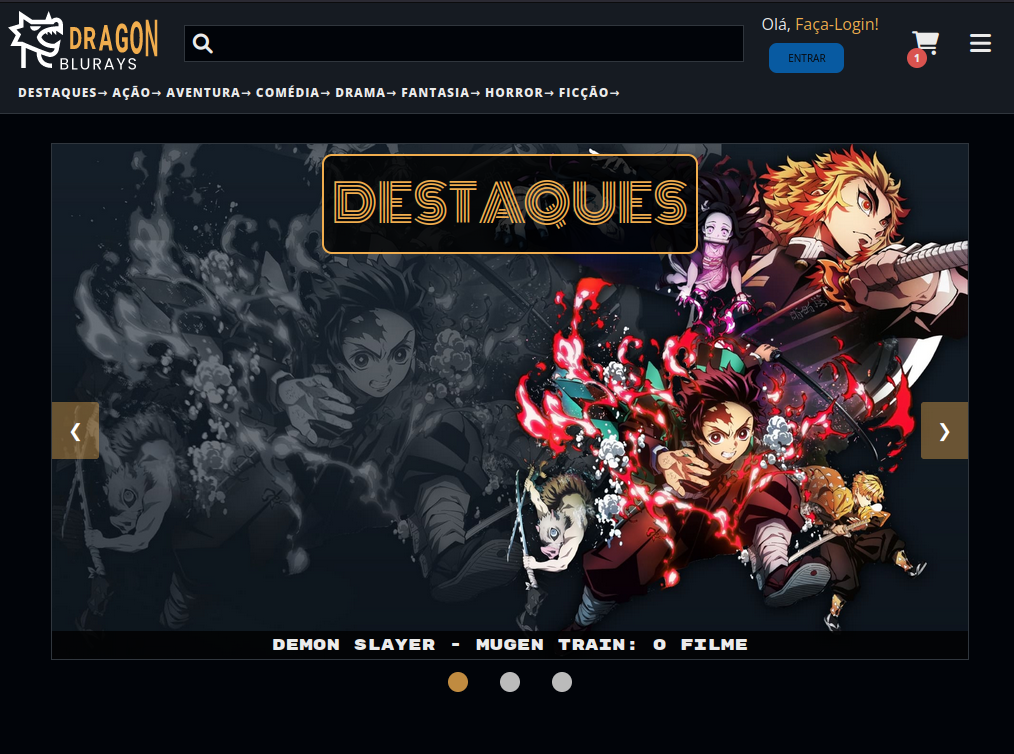 DRAGON
BLURAYS
Olá, Faça-Login!
ENTRAR
1
DESTAQUES→ AÇÃO→ AVENTURA→ COMÉDIA→ DRAMA→ FANTASIA→ HORROR→ FICÇÃO→
DESTAQUES
❮ ❯
DEMON SLAYER - MUGEN TRAIN: O FILME